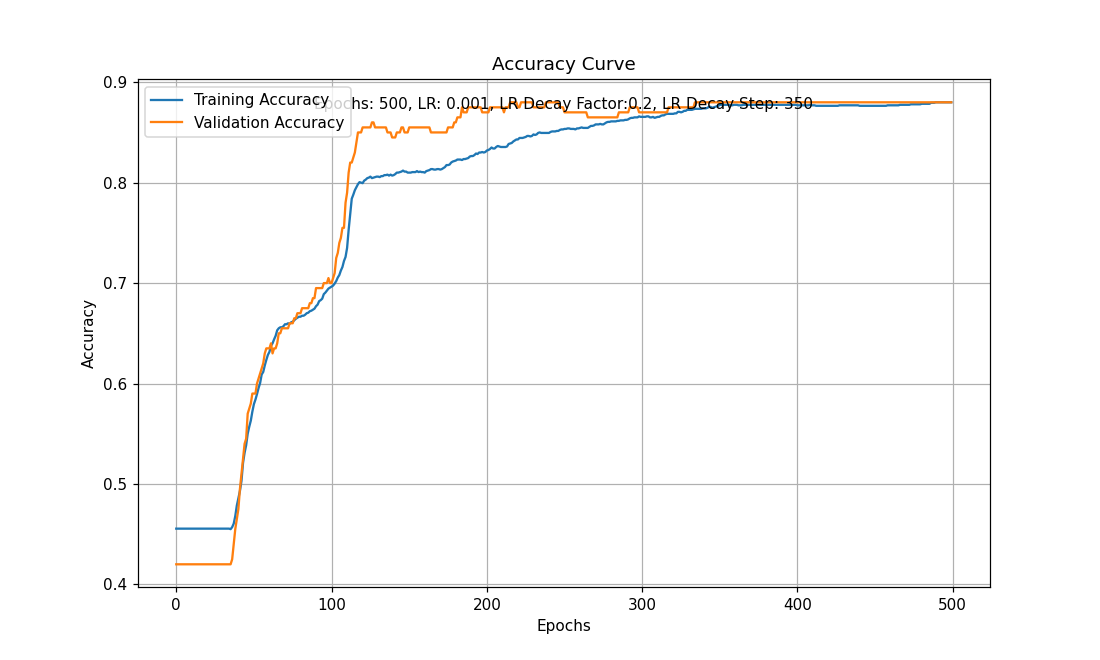 Accuracy Curve
Training Accuracy
Epochs: 500, LR: 0.001, LR Decay Factor:0.2, LR Decay Step: 350
Validation Accuracy
0.9
0.8
0.7
0.6
0.5
0.4
Accuracy
0 100 200 300 400 500
Epochs